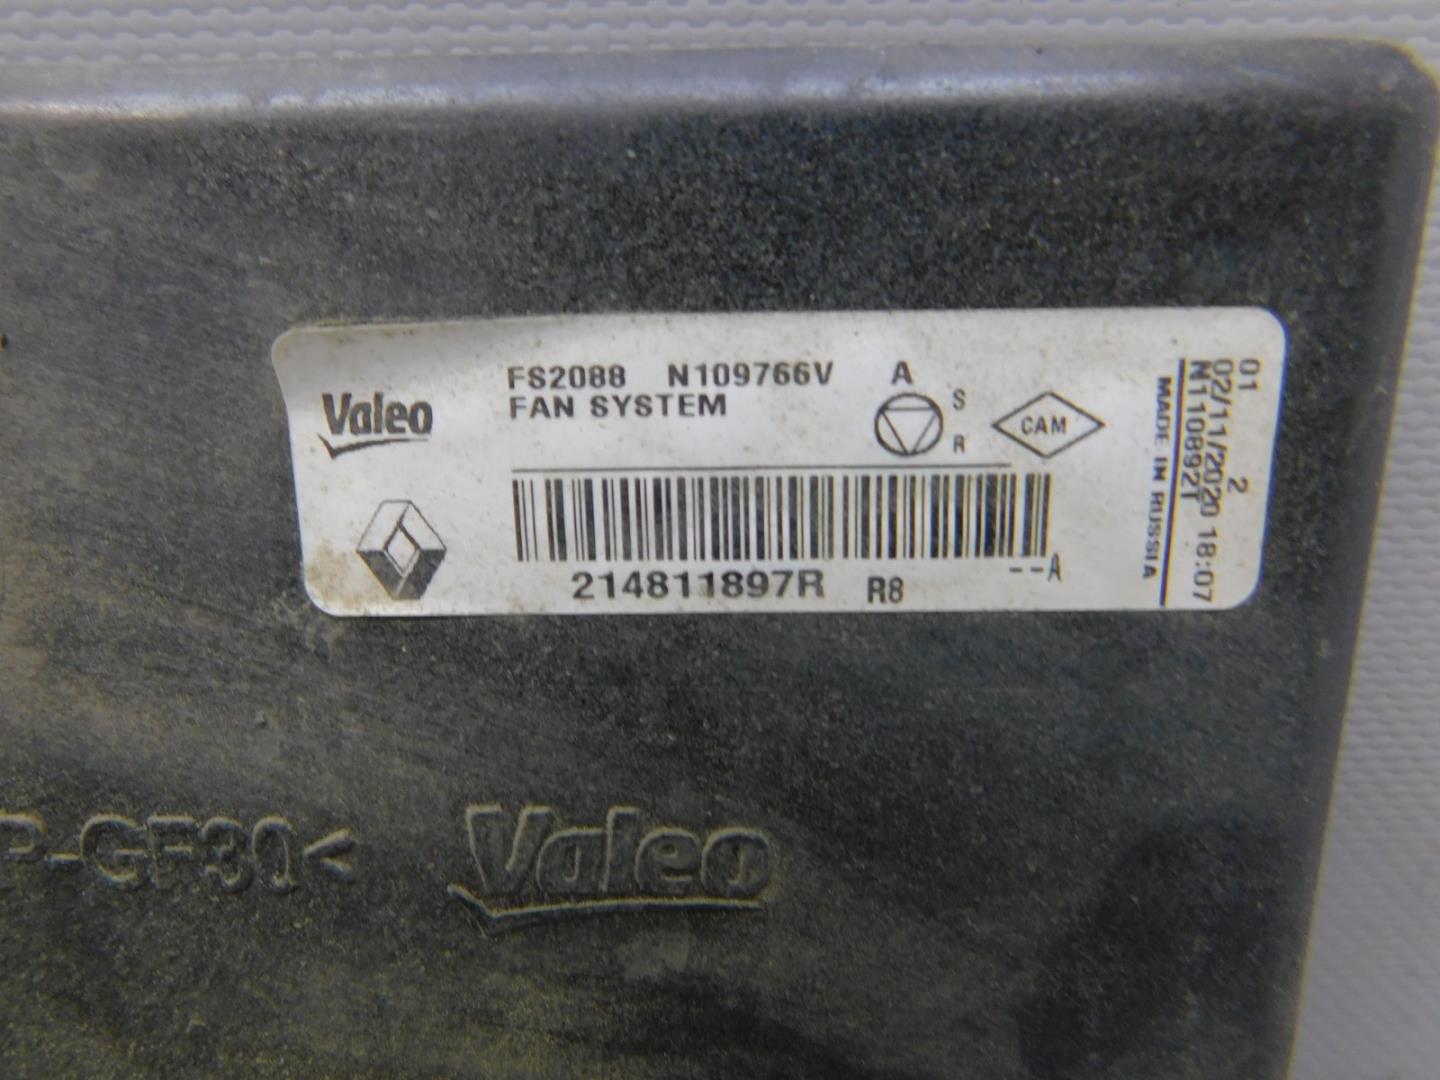 Valeo
FS2088 N109766V A
FAN SYSTEM
S
R
CAM
214811897R R8 --A
01 2
02/11/2020 18:07
N110892T
MADE IN RUSSIA
P-GF30<
Valeo